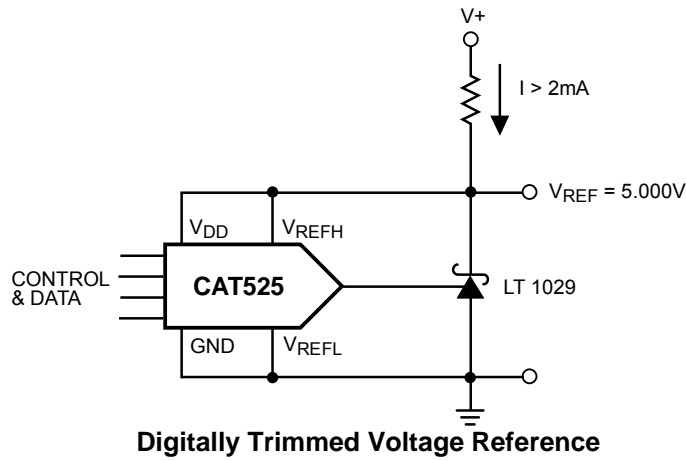 V+
I > 2mA
VREF = 5.000V
VDD
VREFH
CONTROL
& DATA
CAT525
LT 1029
GND
VREFL
Digitally Trimmed Voltage Reference